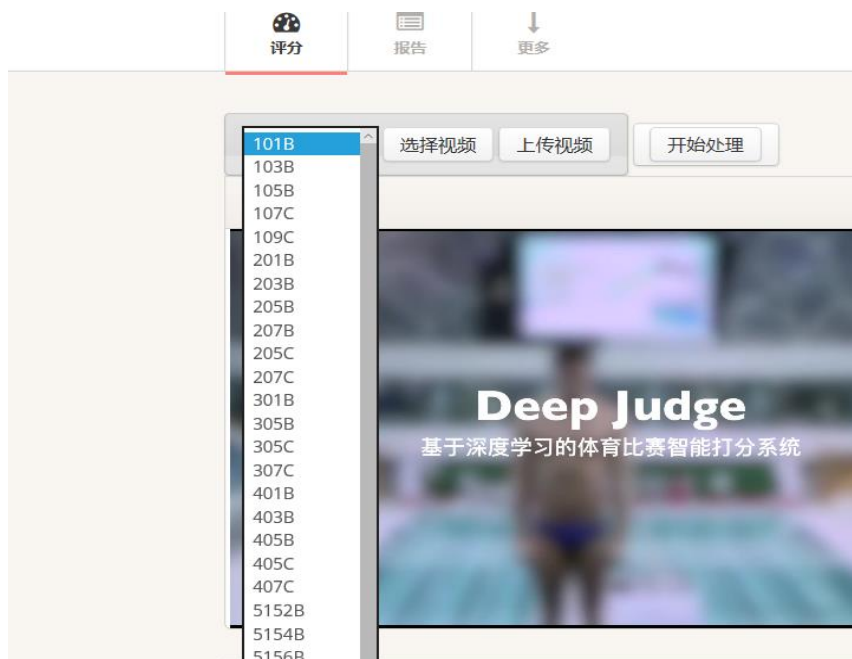 评分
报告
更多
101B
选择视频
上传视频
开始处理
103B
105B
107C
109C
201B
203B
205B
207B
205C
207C
301B
305B
305C
307C
401B
403B
405B
405C
407C
5152B
5154B
5156B
Deep Judge
基于深度学习的体育比赛智能打分系统